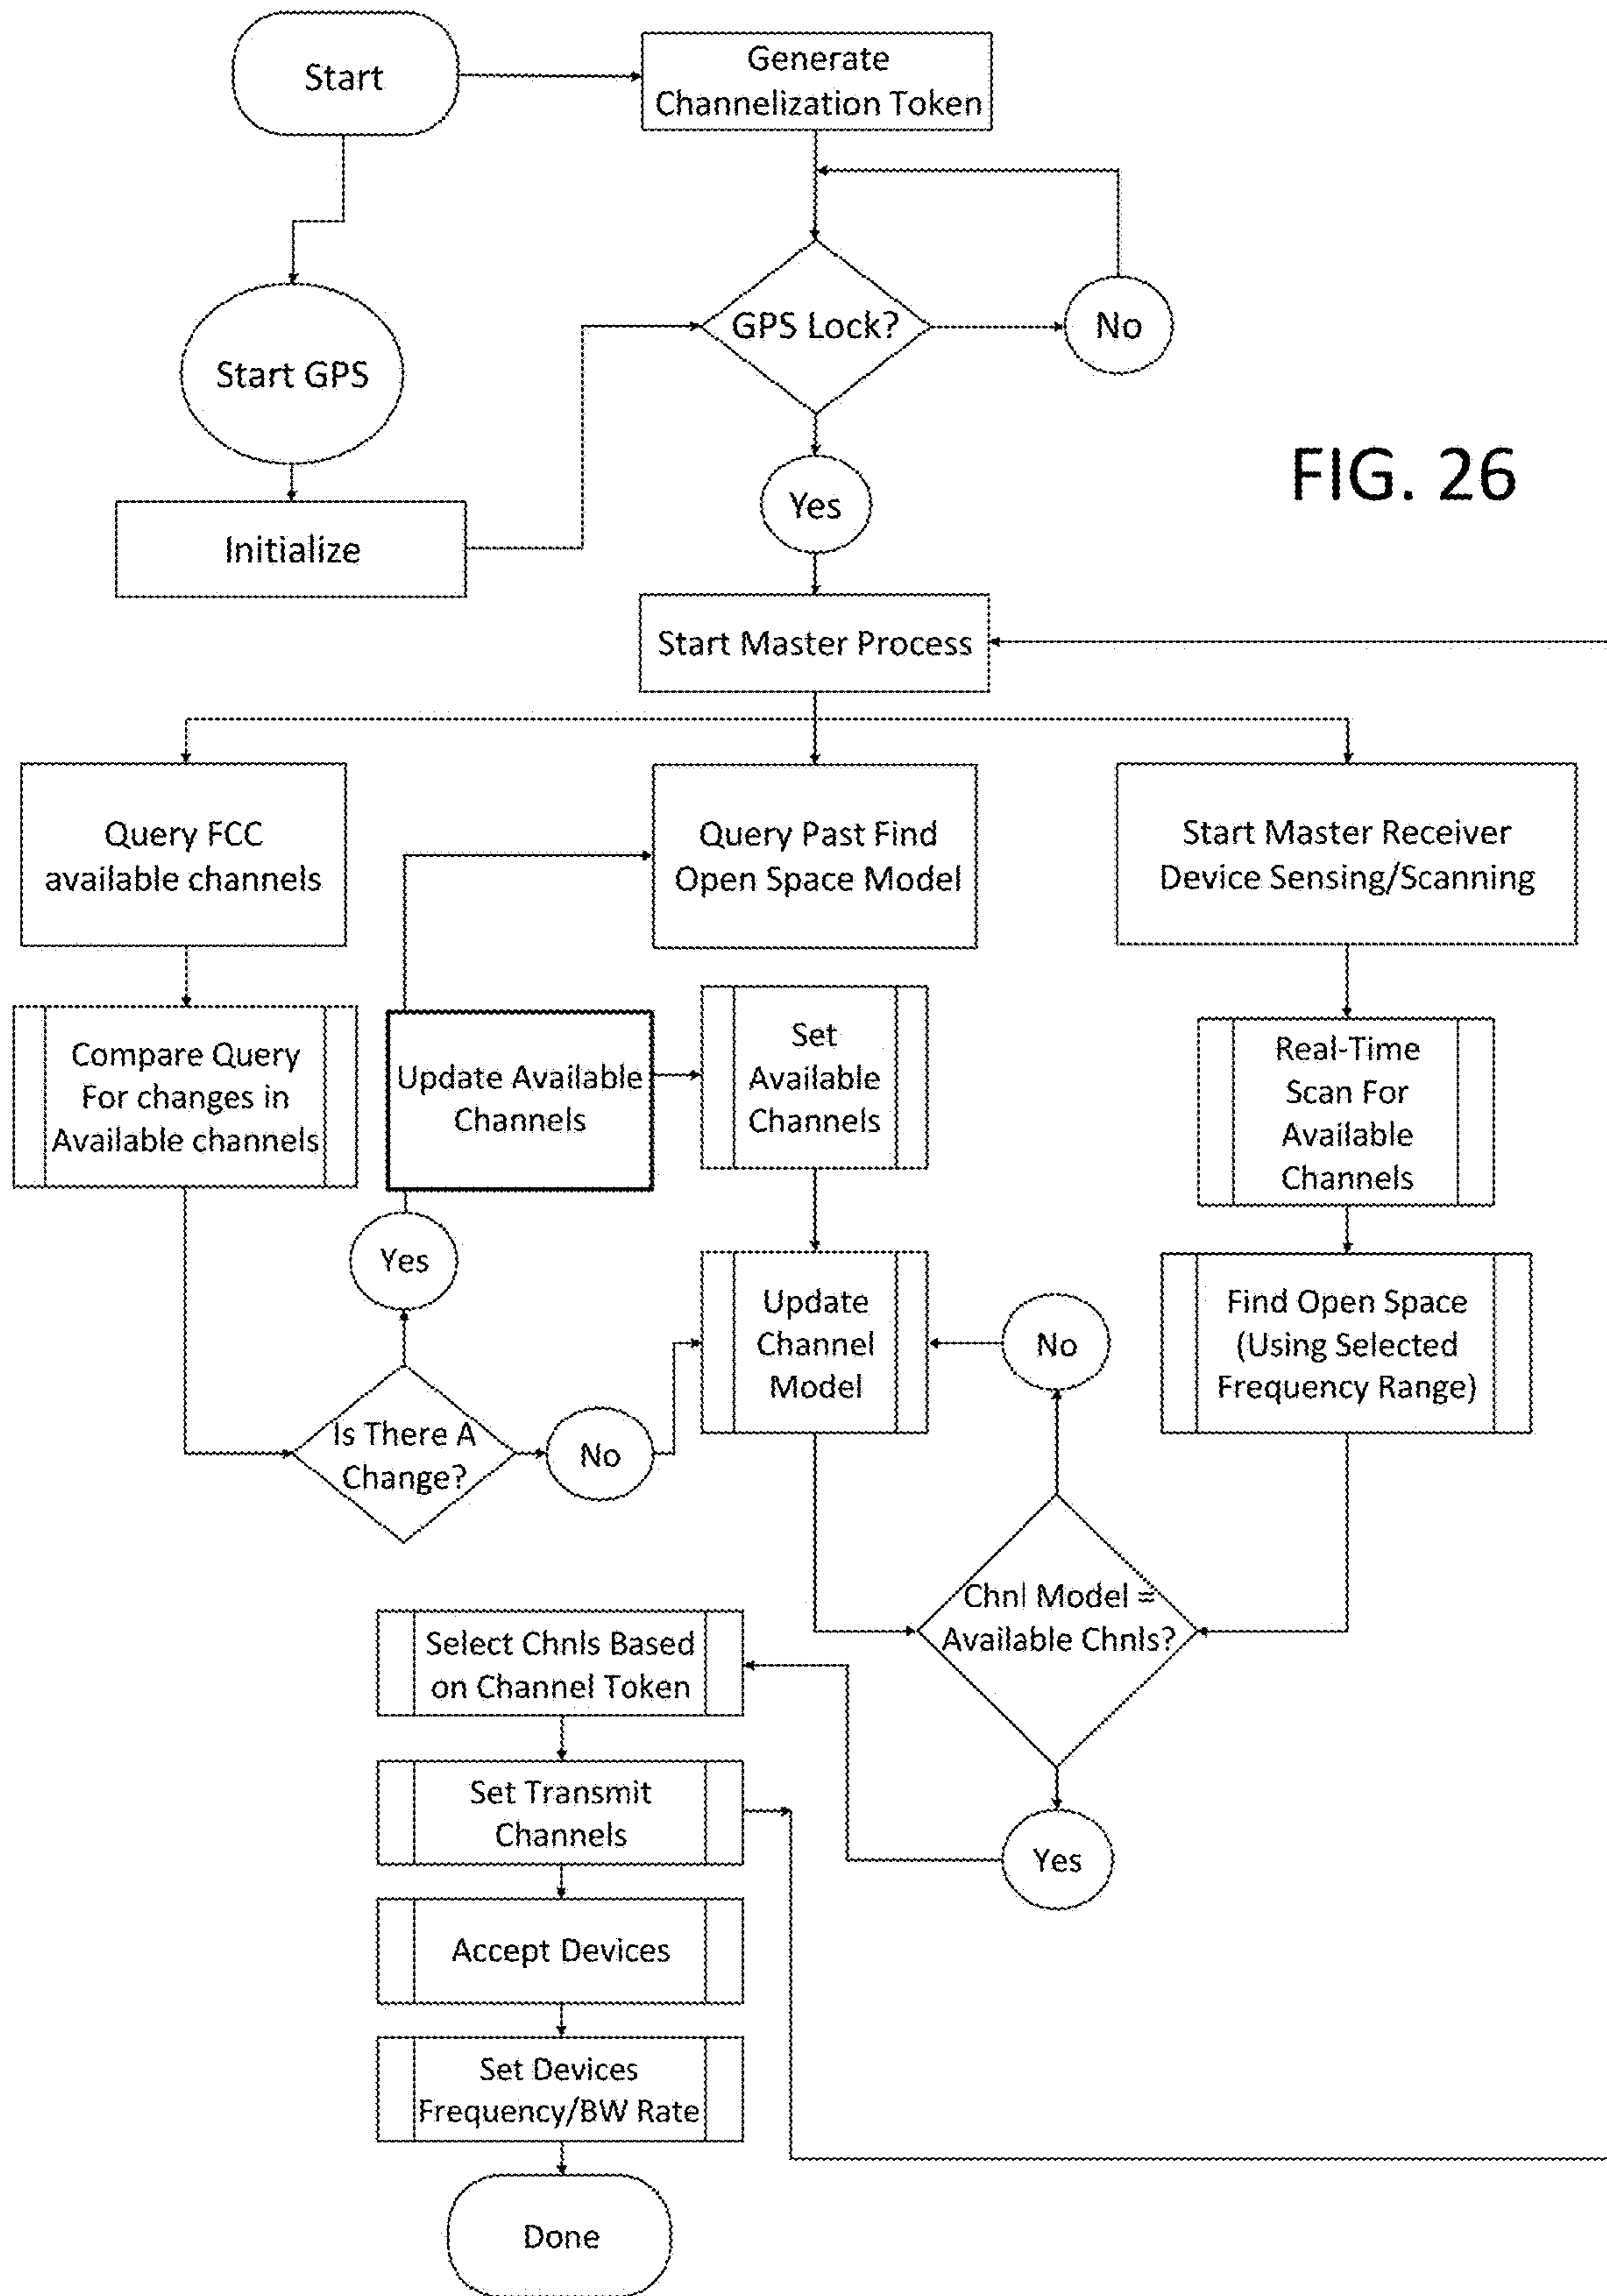 Start
Generate
Channelization Token
GPS Lock?
No
Start GPS
FIG. 26
Yes
Initialize
Start Master Process
Query FCC
available channels
Query Past Find
Open Space Model
Start Master Receiver
Device Sensing/Scanning
Compare Query
For changes in
Available channels
Update Available
Channels
Set
Available
Channels
Real-Time
Scan For
Available
Channels
Yes
Update
Channel
Model
No
Find Open Space
(Using Selected
Frequency Range)
Is There A
Change?
No
Chnl Model =
Available Chnls?
Select Chnls Based
on Channel Token
Set Transmit
Channels
Yes
Accept Devices
Set Devices
Frequency/BW Rate
Done